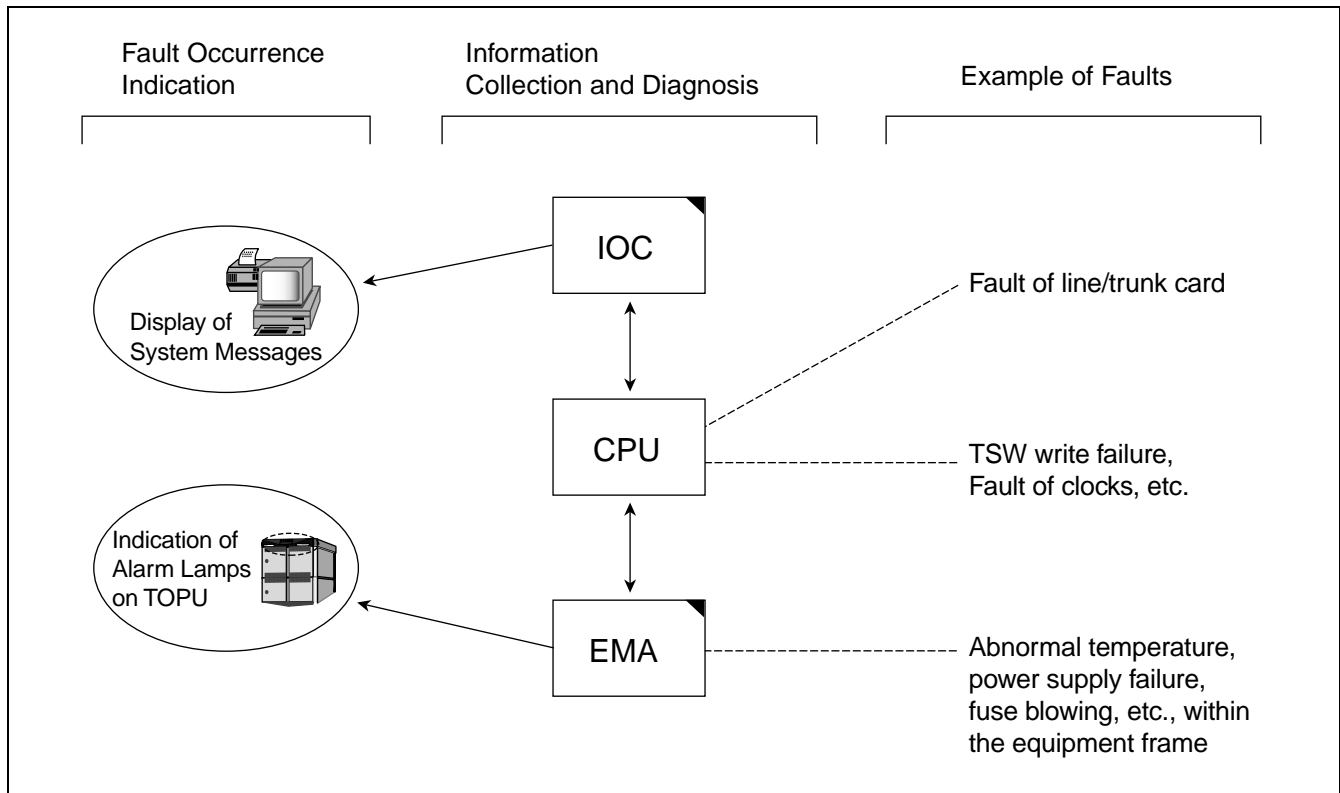 Fault Occurrence
Indication
Information
Collection and Diagnosis
Example of Faults
IOC
Display of
System Messages
Fault of line/trunk card
CPU
TSW write failure,
Fault of clocks, etc.
Indication of
Alarm Lamps
on TOPU
EMA
Abnormal temperature,
power supply failure,
fuse blowing, etc., within
the equipment frame